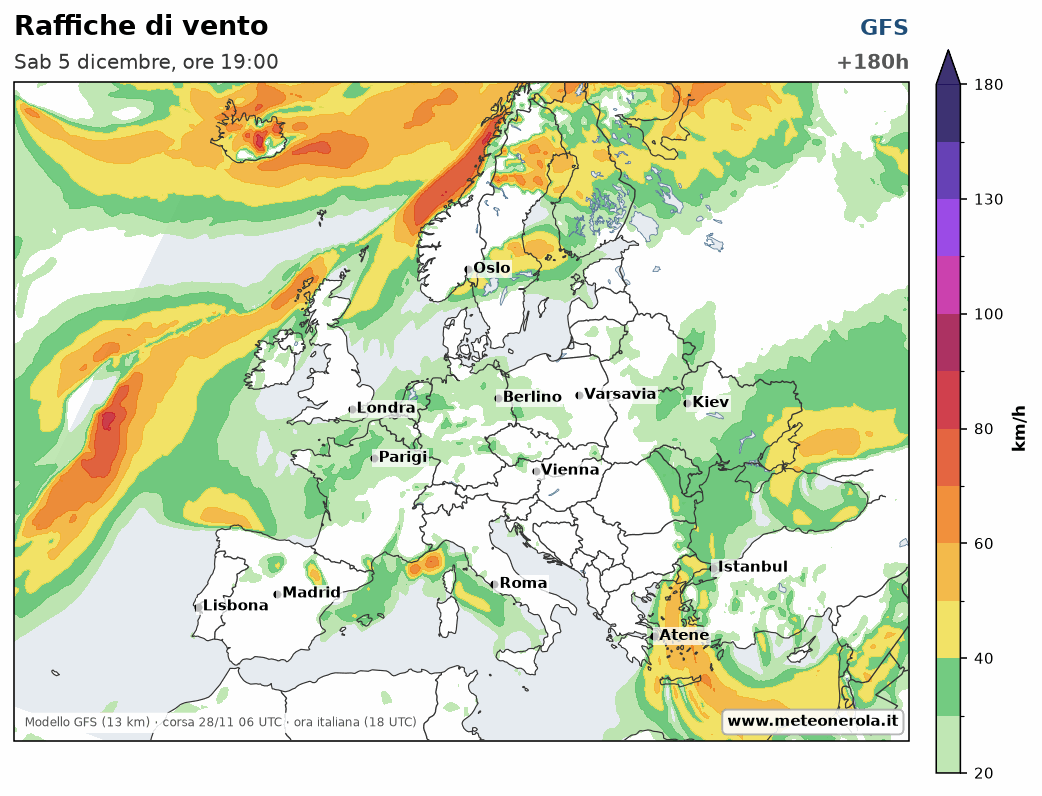 Raffiche di vento
GFS
Sab 5 dicembre, ore 19:00
+180h
180
130
100
80
60
40
20
km/h
Oslo
Londra
Berlino
Varsavia
Kiev
Parigi
Vienna
Istanbul
Roma
Madrid
Lisbona
Atene
Modello GFS (13 km) · corsa 28/11 06 UTC · ora italiana (18 UTC)
www.meteonerola.it